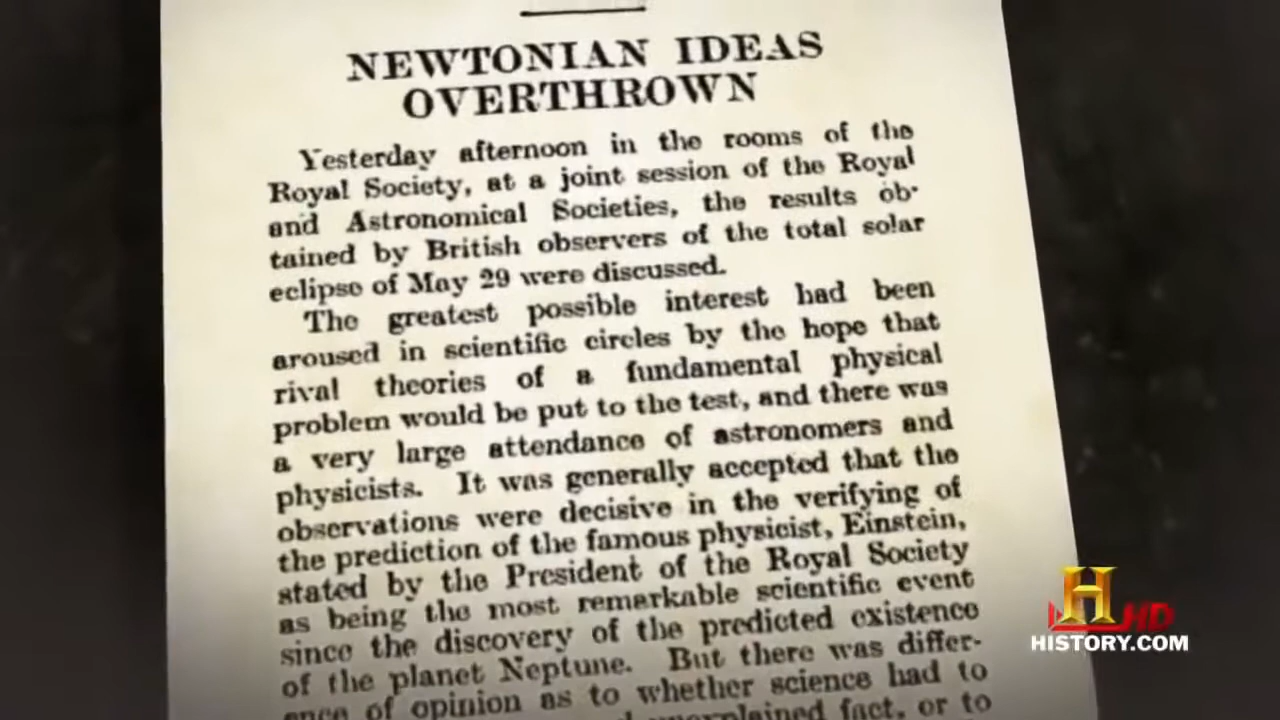 NEWTONIAN IDEAS
OVERTHROWN
Yesterday afternoon in the rooms of the
Royal Society, at a joint session of the Royal
and Astronomical Societies, the results ob-
tained by British observers of the total solar
eclipse of May 29 were discussed.
The greatest possible interest had been
aroused in scientific circles by the hope that
rival theories of a fundamental physical
problem would be put to the test, and there was
a very large attendance of astronomers and
physicists. It was generally accepted that the
observations were decisive in the verifying of
the prediction of the famous physicist, Einstein,
stated by the President of the Royal Society
as being the most remarkable scientific event
since the discovery of the predicted existence
of the planet Neptune. But there was differ-
ence of opinion as to whether science had to
unexplained fact, or to
H HD
HISTORY.COM